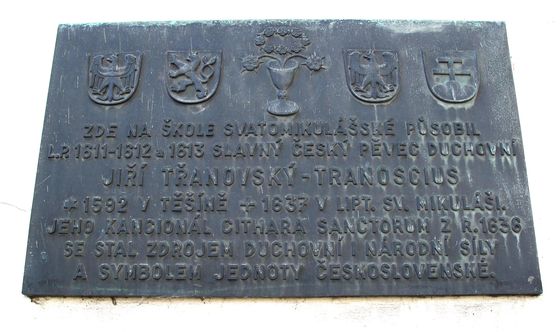 ZDE NA ŠKOLE SVATOMIKULÁŠSKÉ PŮSOBIL
L.P. 1611-1612 a 1613 SLAVNÝ ČESKÝ PĚVEC DUCHOVNÍ
JIŘÍ TŘANOVSKÝ-TRANOSCIUS
+ 1592 V TĚŠÍNĚ + 1637 V LIPT. SV. MIKULÁŠI.
JEHO KANCIONÁL CITHARA SANCTORUM Z R. 1636
SE STAL ZDROJEM DUCHOVNÍ I NÁRODNÍ SÍLY
A SYMBOLEM JEDNOTY ČESKOSLOVENSKÉ.